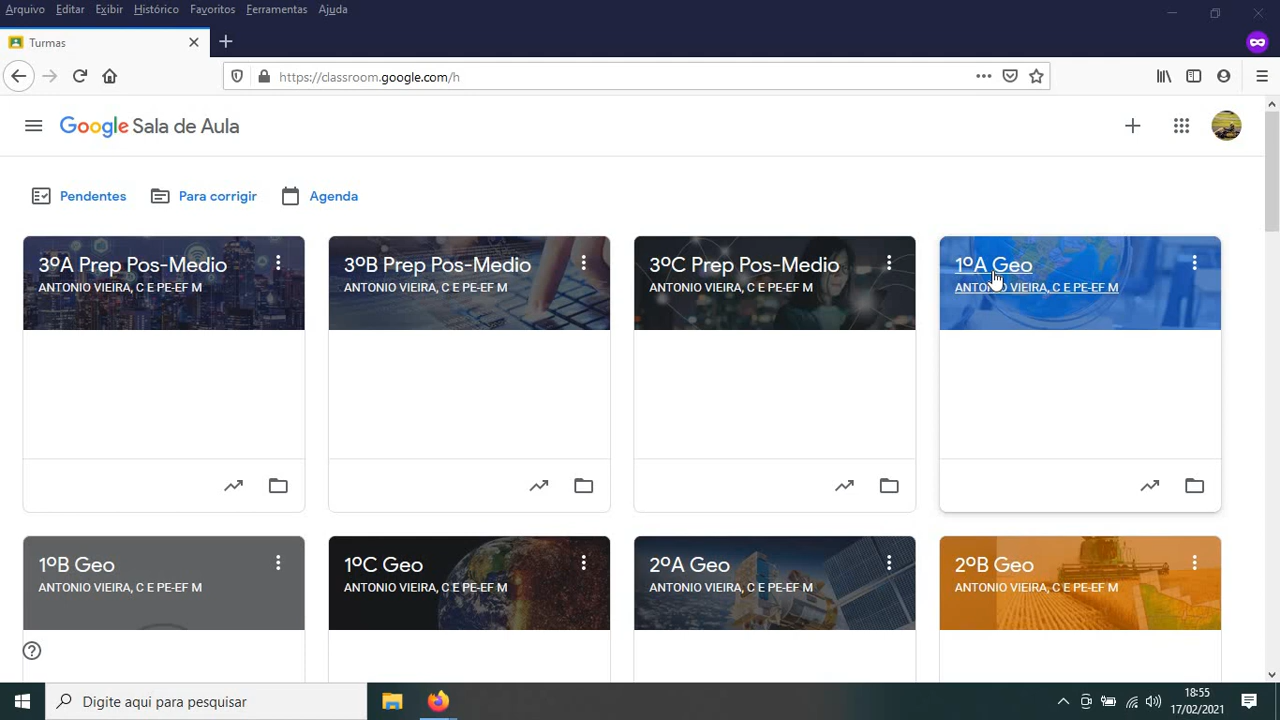 Arquivo Editar Exibir Histórico Favoritos Ferramentas Ajuda
Turmas
https://classroom.google.com/h
Google Sala de Aula
Pendentes Para corrigir Agenda
3ºA Prep Pos-Medio
ANTONIO VIEIRA, C E PE-EF M
3ºB Prep Pos-Medio
ANTONIO VIEIRA, C E PE-EF M
3ºC Prep Pos-Medio
ANTONIO VIEIRA, C E PE-EF M
1ºA Geo
ANTONIO VIEIRA, C E PE-EF M
1ºB Geo
ANTONIO VIEIRA, C E PE-EF M
1ºC Geo
ANTONIO VIEIRA, C E PE-EF M
2ºA Geo
ANTONIO VIEIRA, C E PE-EF M
2ºB Geo
ANTONIO VIEIRA, C E PE-EF M
Digite aqui para pesquisar
18:55
17/02/2021